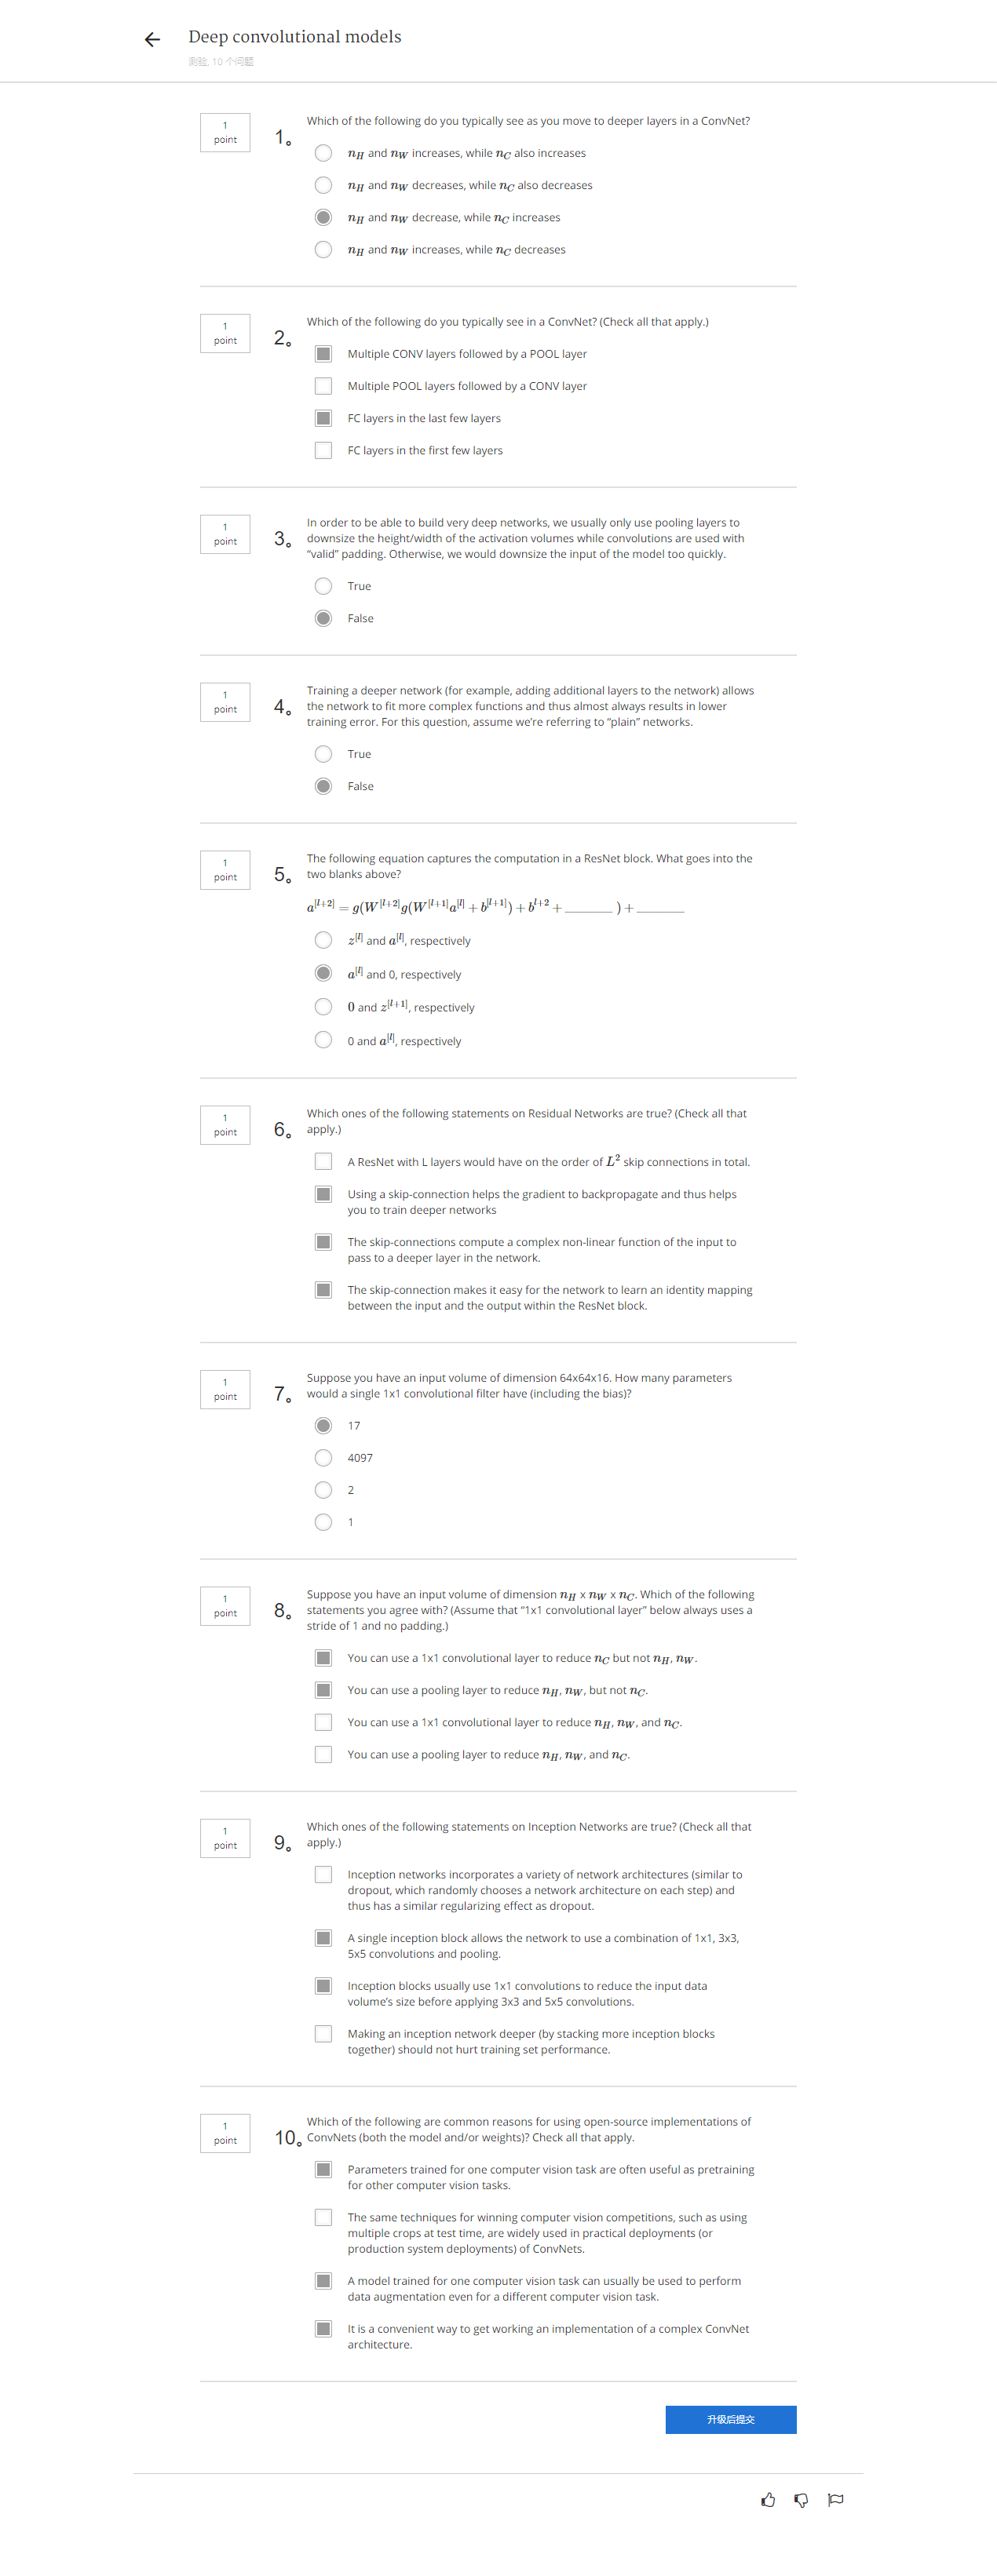 Deep convolutional models
测验, 10 个问题
1
point
1。
Which of the following do you typically see as you move to deeper layers in a ConvNet?
n_H and n_W increases, while n_C also increases
n_H and n_W decreases, while n_C also decreases
n_H and n_W decrease, while n_C increases
n_H and n_W increases, while n_C decreases
1
point
2。
Which of the following do you typically see in a ConvNet? (Check all that apply.)
Multiple CONV layers followed by a POOL layer
Multiple POOL layers followed by a CONV layer
FC layers in the last few layers
FC layers in the first few layers
1
point
3。
In order to be able to build very deep networks, we usually only use pooling layers to
downsize the height/width of the activation volumes while convolutions are used with
“valid” padding. Otherwise, we would downsize the input of the model too quickly.
True
False
1
point
4。
Training a deeper network (for example, adding additional layers to the network) allows
the network to fit more complex functions and thus almost always results in lower
training error. For this question, assume we’re referring to “plain” networks.
True
False
1
point
5。
The following equation captures the computation in a ResNet block. What goes into the
two blanks above?
a^{[l+2]} = g(W^{[l+2]}g(W^{[l+1]}a^{[l]} + b^{[l+1]}) + b^{l+2} + _______ ) + _______
z^{[l]} and a^{[l]}, respectively
a^{[l]} and 0, respectively
0 and z^{[l+1]}, respectively
0 and a^{[l]}, respectively
1
point
6。
Which ones of the following statements on Residual Networks are true? (Check all that
apply.)
A ResNet with L layers would have on the order of L^2 skip connections in total.
Using a skip-connection helps the gradient to backpropagate and thus helps
you to train deeper networks
The skip-connections compute a complex non-linear function of the input to
pass to a deeper layer in the network.
The skip-connection makes it easy for the network to learn an identity mapping
between the input and the output within the ResNet block.
1
point
7。
Suppose you have an input volume of dimension 64x64x16. How many parameters
would a single 1x1 convolutional filter have (including the bias)?
17
4097
2
1
1
point
8。
Suppose you have an input volume of dimension n_H x n_W x n_C. Which of the following
statements you agree with? (Assume that “1x1 convolutional layer” below always uses a
stride of 1 and no padding.)
You can use a 1x1 convolutional layer to reduce n_C but not n_H, n_W.
You can use a pooling layer to reduce n_H, n_W, but not n_C.
You can use a 1x1 convolutional layer to reduce n_H, n_W, and n_C.
You can use a pooling layer to reduce n_H, n_W, and n_C.
1
point
9。
Which ones of the following statements on Inception Networks are true? (Check all that
apply.)
Inception networks incorporates a variety of network architectures (similar to
dropout, which randomly chooses a network architecture on each step) and
thus has a similar regularizing effect as dropout.
A single inception block allows the network to use a combination of 1x1, 3x3,
5x5 convolutions and pooling.
Inception blocks usually use 1x1 convolutions to reduce the input data
volume’s size before applying 3x3 and 5x5 convolutions.
Making an inception network deeper (by stacking more inception blocks
together) should not hurt training set performance.
1
point
10。
Which of the following are common reasons for using open-source implementations of
ConvNets (both the model and/or weights)? Check all that apply.
Parameters trained for one computer vision task are often useful as pretraining
for other computer vision tasks.
The same techniques for winning computer vision competitions, such as using
multiple crops at test time, are widely used in practical deployments (or
production system deployments) of ConvNets.
A model trained for one computer vision task can usually be used to perform
data augmentation even for a different computer vision task.
It is a convenient way to get working an implementation of a complex ConvNet
architecture.
升级后提交